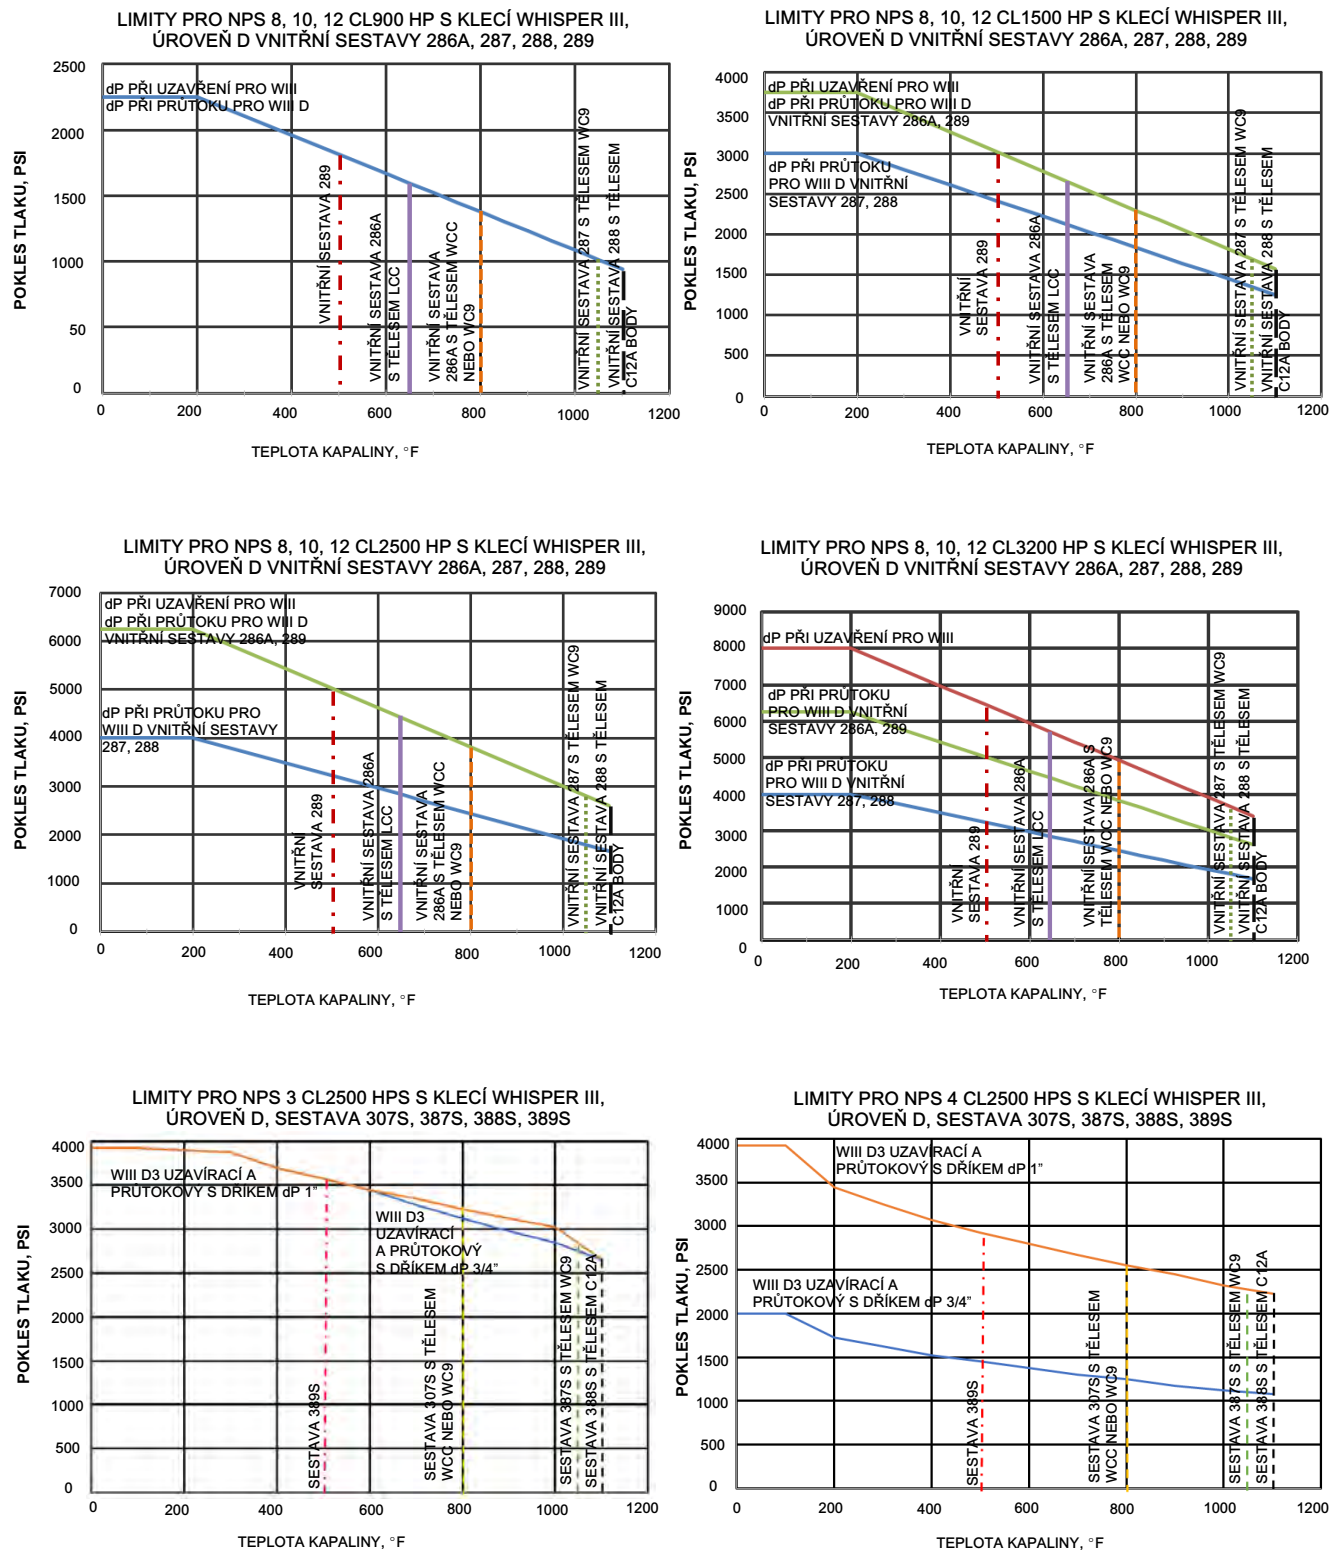 LIMITY PRO NPS 8, 10, 12 CL900 HP S KLECÍ WHISPER III,
ÚROVEŇ D VNITŘNÍ SESTAVY 286A, 287, 288, 289
POKLES TLAKU, PSI
2500
2000
1500
1000
50
0
dP PŘI UZAVŘENÍ PRO WIII
dP PŘI PRŮTOKU PRO WIII D
VNITŘNÍ SESTAVA 289
VNITŘNÍ SESTAVA 286A
S TĚLESEM LCC
VNITŘNÍ SESTAVA
286A S TĚLESEM WCC
NEBO WC9
VNITŘNÍ SESTAVA 287 S TĚLESEM WC9
VNITŘNÍ SESTAVA 288 S TĚLESEM
C12A BODY
0 200 400 600 800 1000 1200
TEPLOTA KAPALINY, °F
LIMITY PRO NPS 8, 10, 12 CL1500 HP S KLECÍ WHISPER III,
ÚROVEŇ D VNITŘNÍ SESTAVY 286A, 287, 288, 289
POKLES TLAKU, PSI
4000
3500
3000
2500
2000
1500
1000
500
0
dP PŘI UZAVŘENÍ PRO WIII
dP PŘI PRŮTOKU PRO WIII D
VNITŘNÍ SESTAVY 286A, 289
dP PŘI PRŮTOKU
PRO WIII D VNITŘNÍ
SESTAVY 287, 288
VNITŘNÍ
SESTAVA 289
VNITŘNÍ SESTAVA 286A
S TĚLESEM LCC
VNITŘNÍ SESTAVA
286A S TĚLESEM
WCC NEBO WC9
VNITŘNÍ SESTAVA 287 S TĚLESEM WC9
VNITŘNÍ SESTAVA 288 S TĚLESEM
C12A BODY
0 200 400 600 800 1000 1200
TEPLOTA KAPALINY, °F
LIMITY PRO NPS 8, 10, 12 CL2500 HP S KLECÍ WHISPER III,
ÚROVEŇ D VNITŘNÍ SESTAVY 286A, 287, 288, 289
POKLES TLAKU, PSI
7000
6000
5000
4000
3000
2000
1000
0
dP PŘI UZAVŘENÍ PRO WIII
dP PŘI PRŮTOKU PRO WIII D
VNITŘNÍ SESTAVY 286A, 289
dP PŘI PRŮTOKU PRO
WIII D VNITŘNÍ SESTAVY
287, 288
VNITŘNÍ
SESTAVA 289
VNITŘNÍ SESTAVA 286A
S TĚLESEM LCC
VNITŘNÍ SESTAVA
286A S TĚLESEM WCC
NEBO WC9
VNITŘNÍ SESTAVA 287 S TĚLESEM WC9
VNITŘNÍ SESTAVA 288 S TĚLESEM
C12A BODY
0 200 400 600 800 1000 1200
TEPLOTA KAPALINY, °F
LIMITY PRO NPS 8, 10, 12 CL3200 HP S KLECÍ WHISPER III,
ÚROVEŇ D VNITŘNÍ SESTAVY 286A, 287, 288, 289
POKLES TLAKU, PSI
9000
8000
7000
6000
5000
4000
3000
2000
1000
0
dP PŘI UZAVŘENÍ PRO WIII
dP PŘI PRŮTOKU
PRO WIII D VNITŘNÍ
SESTAVY 286A, 289
dP PŘI PRŮTOKU
PRO WIII D VNITŘNÍ
SESTAVY 287, 288
VNITŘNÍ
SESTAVA 289
VNITŘNÍ SESTAVA 286A
S TĚLESEM LCC
VNITŘNÍ SESTAVA 286A S
TĚLESEM WCC NEBO WC9
VNITŘNÍ SESTAVA 287 S TĚLESEM WC9
VNITŘNÍ SESTAVA 288 S TĚLESEM
C12A BODY
0 200 400 600 800 1000 1200
TEPLOTA KAPALINY, °F
LIMITY PRO NPS 3 CL2500 HPS S KLECÍ WHISPER III,
ÚROVEŇ D, SESTAVA 307S, 387S, 388S, 389S
POKLES TLAKU, PSI
4000
3500
3000
2500
2000
1500
1000
500
0
WIII D3 UZAVÍRACÍ A
PRŮTOKOVÝ S DŘÍKEM dP 1”
WIII D3
UZAVÍRACÍ
A PRŮTOKOVÝ
S DŘÍKEM dP 3/4”
SESTAVA 389S
SESTAVA 307S S TĚLESEM
WCC NEBO WC9
SESTAVA 387S S TĚLESEM WC9
SESTAVA 388S S TĚLESEM C12A
0 200 400 600 800 1000 1200
TEPLOTA KAPALINY, °F
LIMITY PRO NPS 4 CL2500 HPS S KLECÍ WHISPER III,
ÚROVEŇ D, SESTAVA 307S, 387S, 388S, 389S
POKLES TLAKU, PSI
4000
3500
3000
2500
2000
1500
1000
500
0
WIII D3 UZAVÍRACÍ A
PRŮTOKOVÝ S DŘÍKEM dP 1”
WIII D3 UZAVÍRACÍ A
PRŮTOKOVÝ S DŘÍKEM dP 3/4”
SESTAVA 389S
SESTAVA 307S S TĚLESEM
WCC NEBO WC9
SESTAVA 387S S TĚLESEM WC9
SESTAVA 388S S TĚLESEM C12A
0 200 400 600 800 1000 1200
TEPLOTA KAPALINY, °F